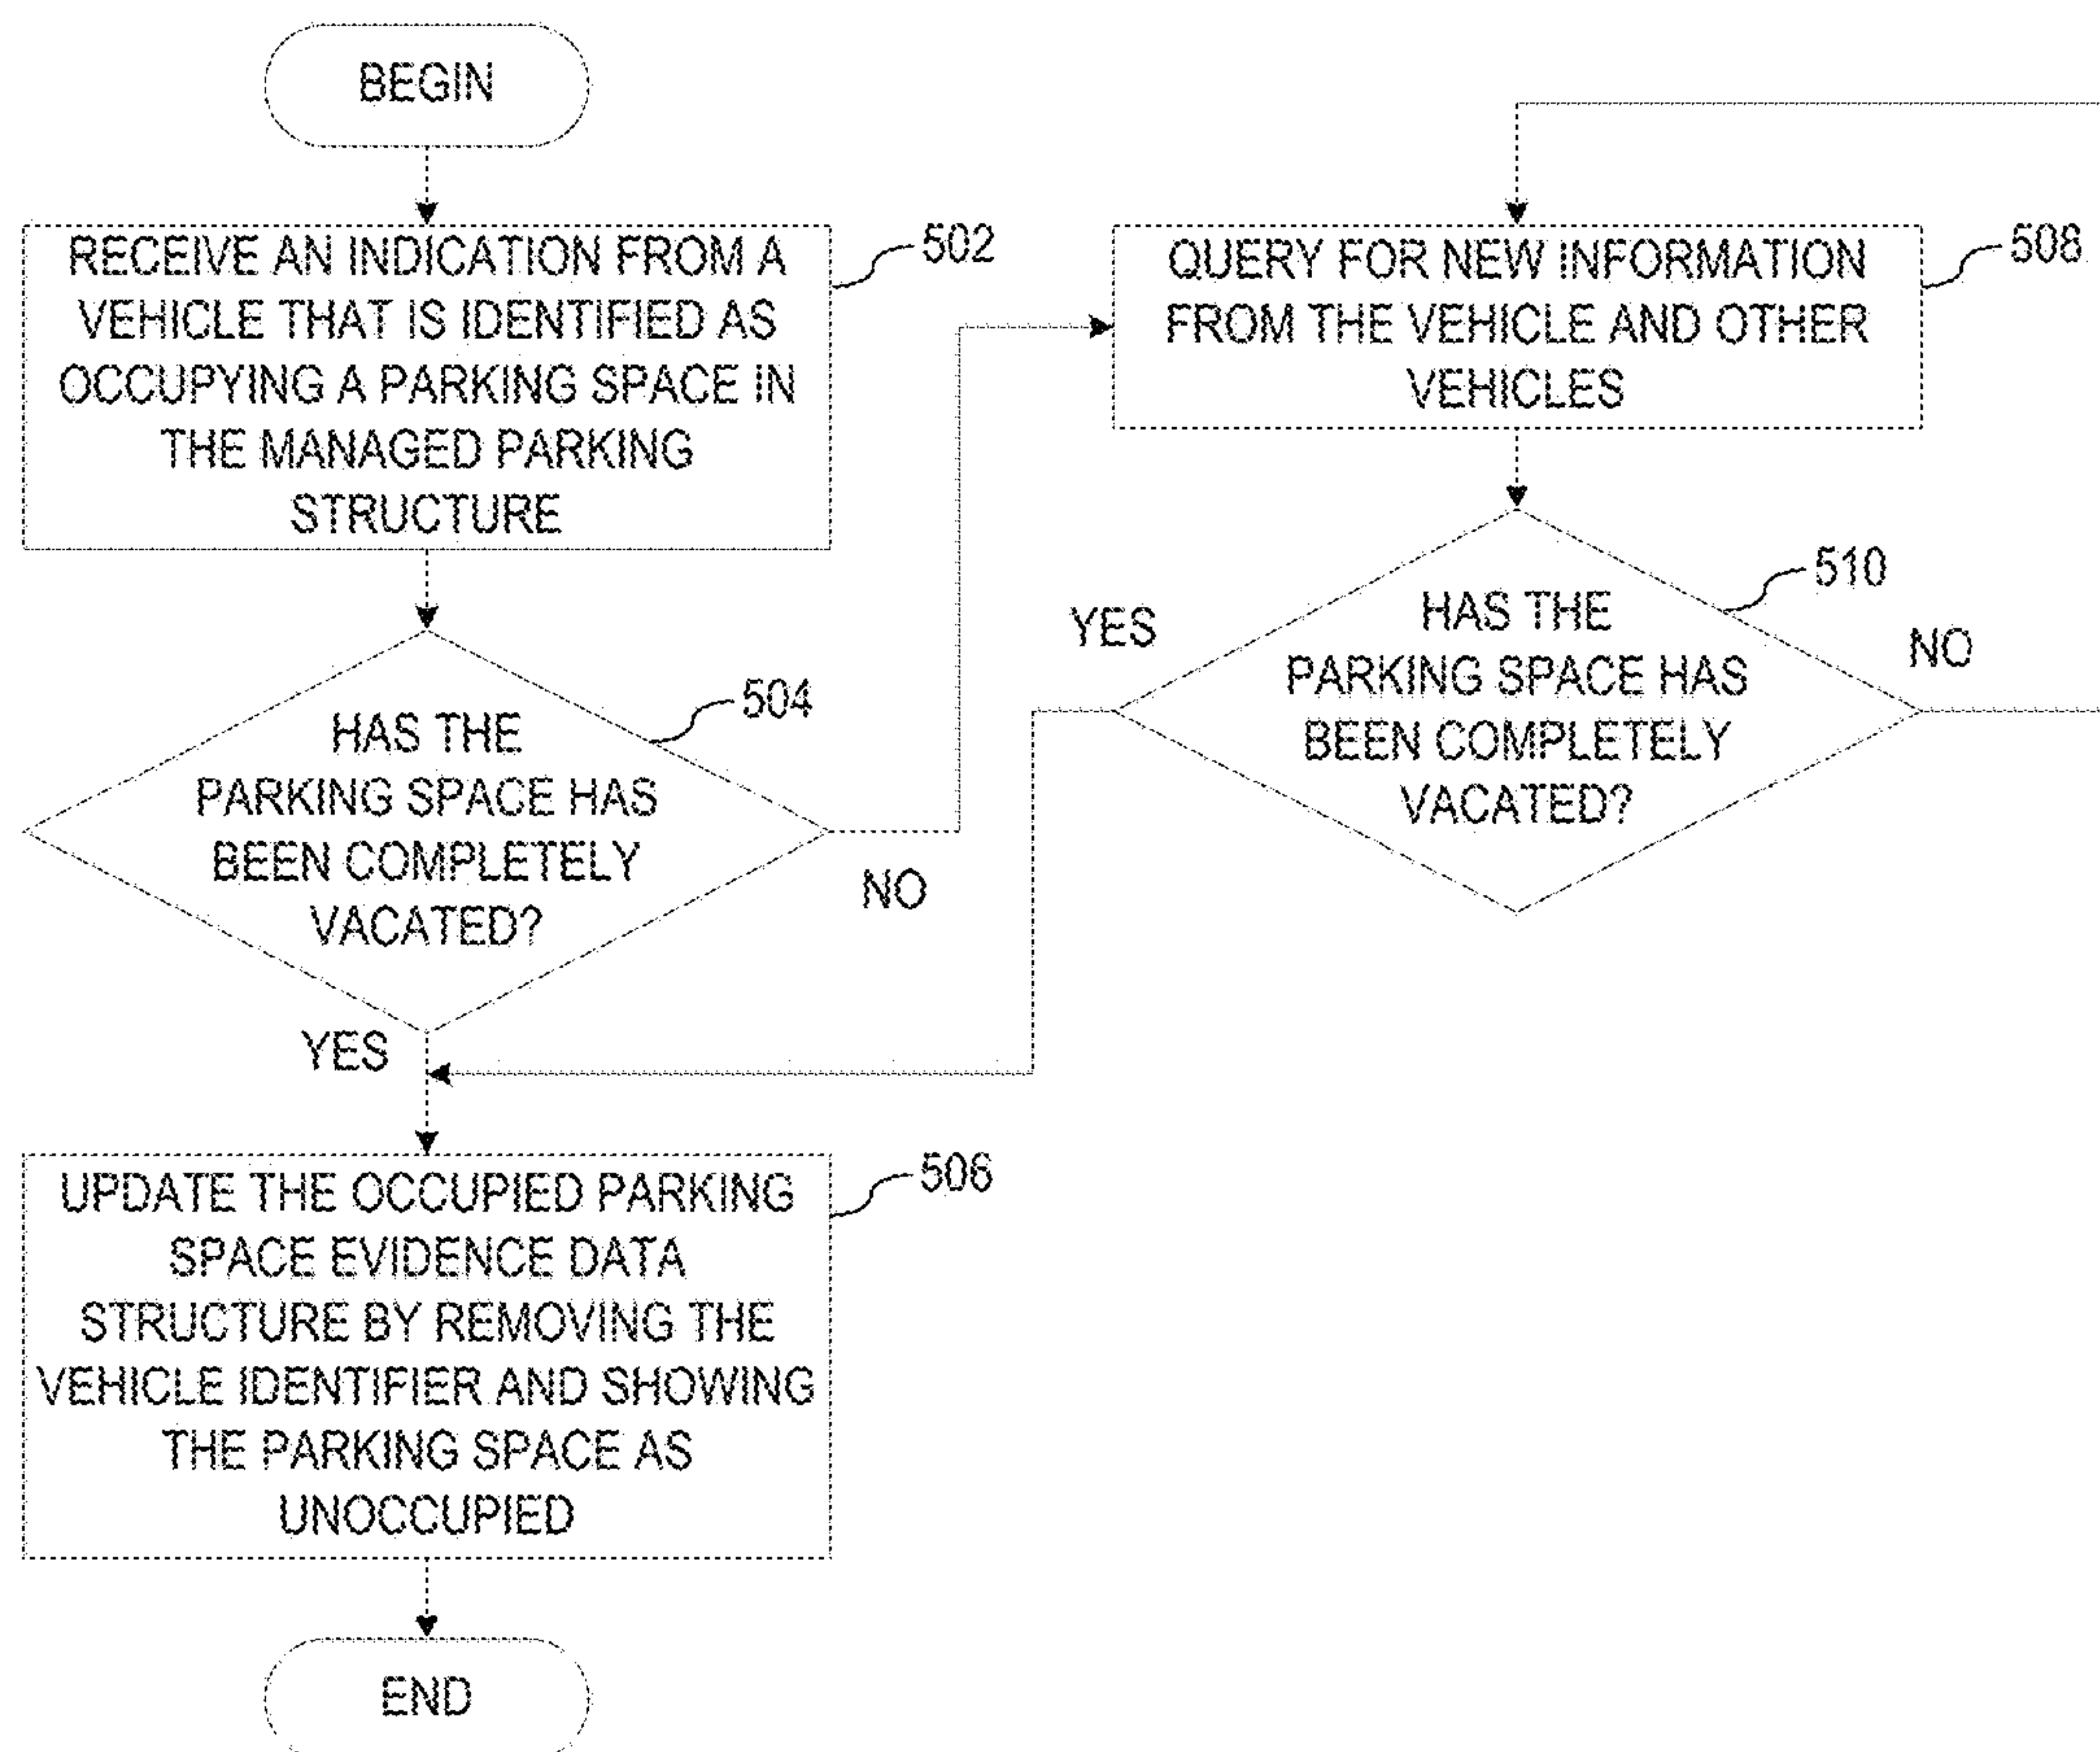 BEGIN
RECEIVE AN INDICATION FROM A
VEHICLE THAT IS IDENTIFIED AS
OCCUPYING A PARKING SPACE IN
THE MANAGED PARKING
STRUCTURE
502
HAS THE
PARKING SPACE HAS
BEEN COMPLETELY
VACATED?
504
NO
YES
UPDATE THE OCCUPIED PARKING
SPACE EVIDENCE DATA
STRUCTURE BY REMOVING THE
VEHICLE IDENTIFIER AND SHOWING
THE PARKING SPACE AS
UNOCCUPIED
506
END
QUERY FOR NEW INFORMATION
FROM THE VEHICLE AND OTHER
VEHICLES
508
HAS THE
PARKING SPACE HAS
BEEN COMPLETELY
VACATED?
510
YES
NO